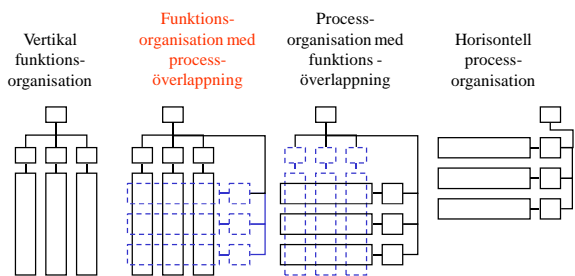 Vertikal
funktions-
organisation
Funktions-
organisation med
process-
överlappning
Process-
organisation med
funktions -
överlappning
Horisontell
process-
organisation